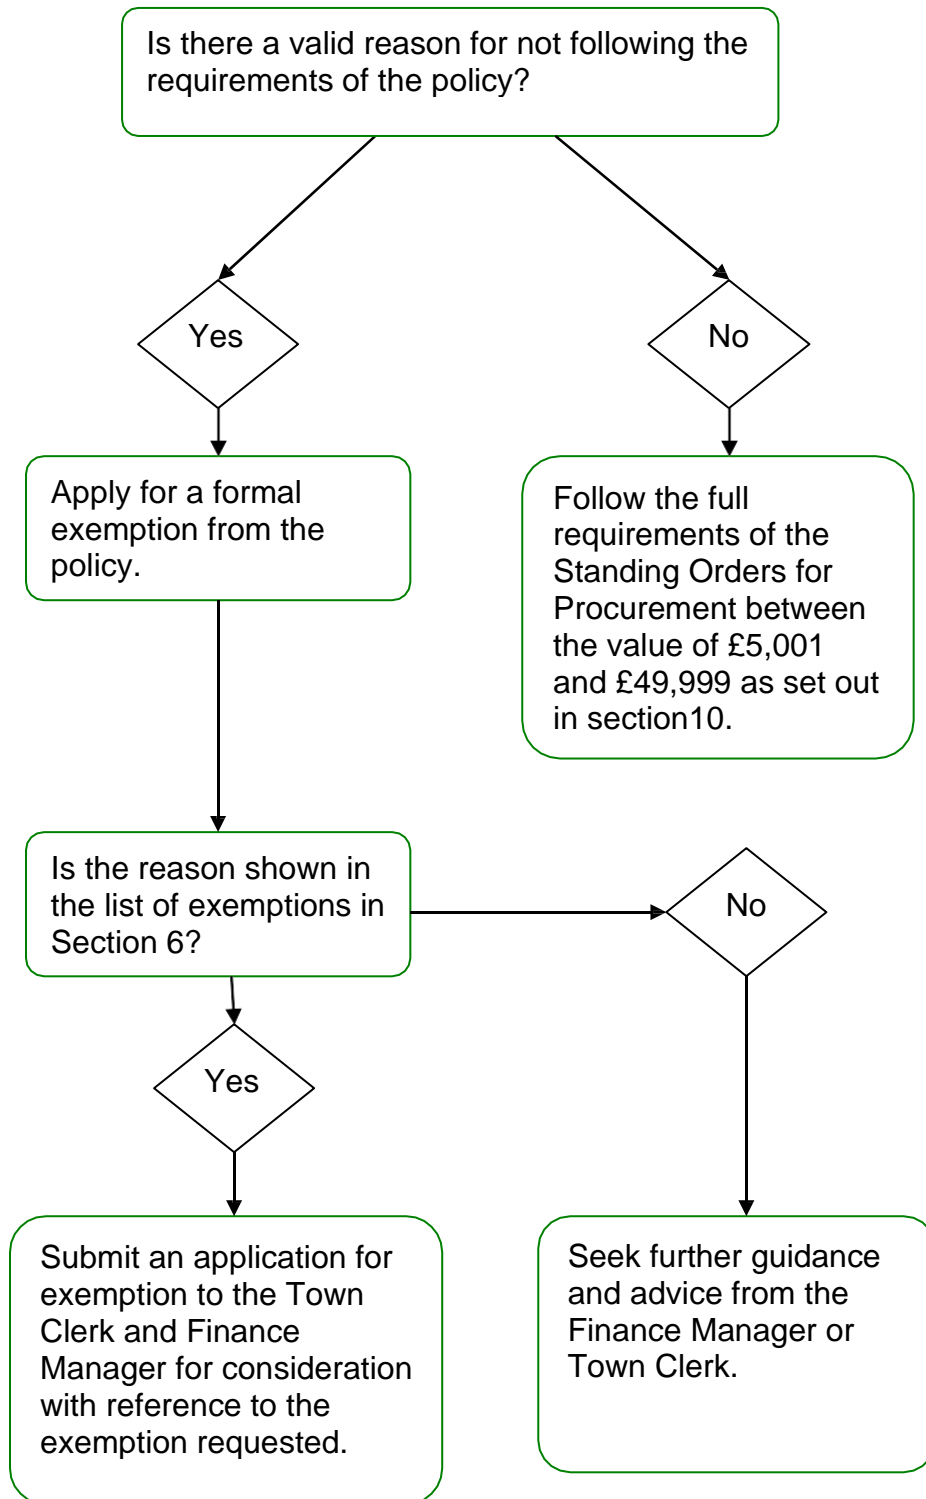 Is there a valid reason for not following the
requirements of the policy?
Yes
No
Apply for a formal
exemption from the
policy.
Follow the full
requirements of the
Standing Orders for
Procurement between
the value of £5,001
and £49,999 as set out
in section10.
Is the reason shown in
the list of exemptions in
Section 6?
No
Yes
Submit an application for
exemption to the Town
Clerk and Finance
Manager for consideration
with reference to the
exemption requested.
Seek further guidance
and advice from the
Finance Manager or
Town Clerk.